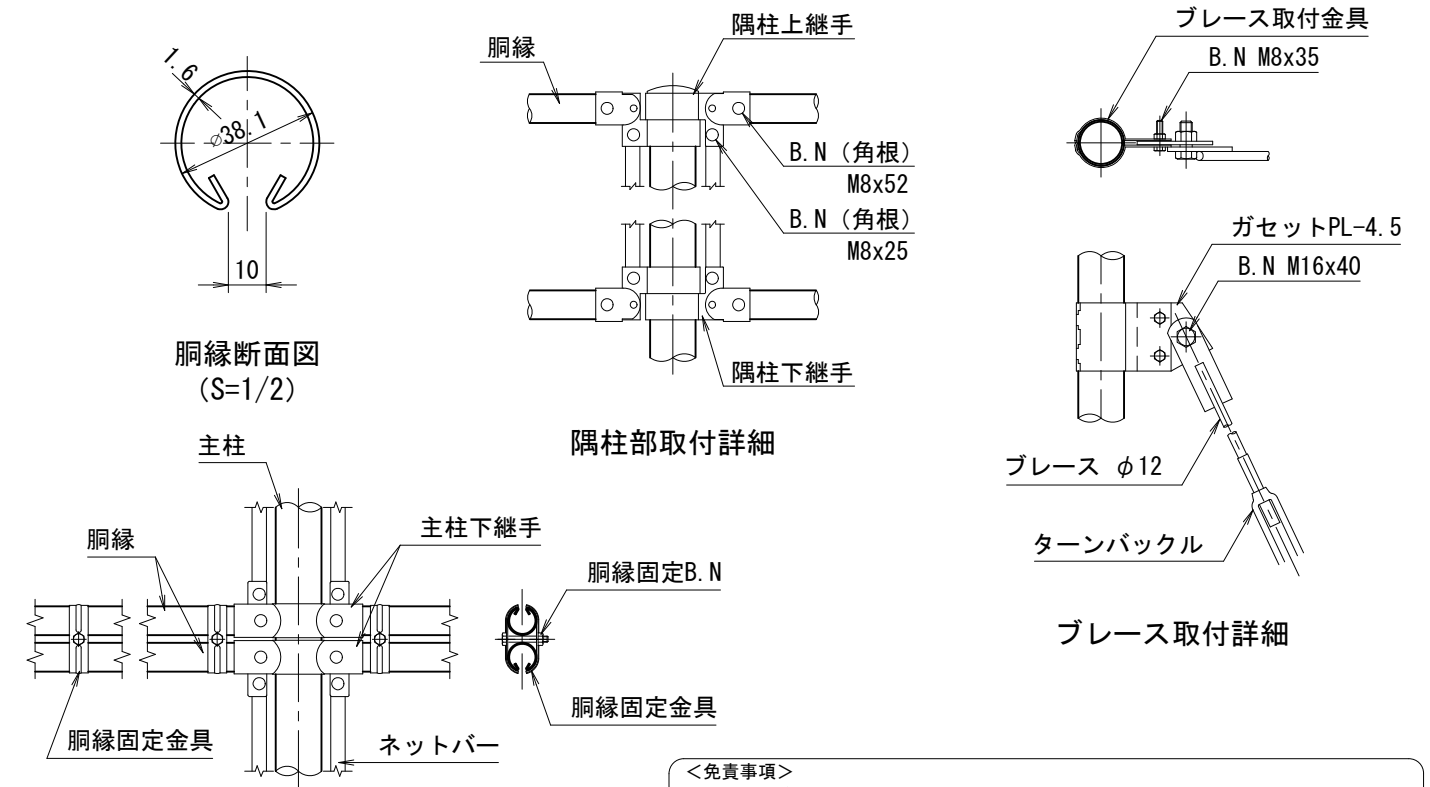 1.6
φ38.1
10
胴縁断面図
(S=1/2)
胴縁
隅柱上継手
B.N (角根)
M8x52
B.N (角根)
M8x25
隅柱下継手
隅柱部取付詳細
ブレース取付金具
B.N M8x35
ガセットPL-4.5
B.N M16x40
ブレース φ12
ターンバックル
ブレース取付詳細
主柱
胴縁
主柱下継手
胴縁固定B.N
胴縁固定金具
胴縁固定金具
ネットバー
<免責事項>